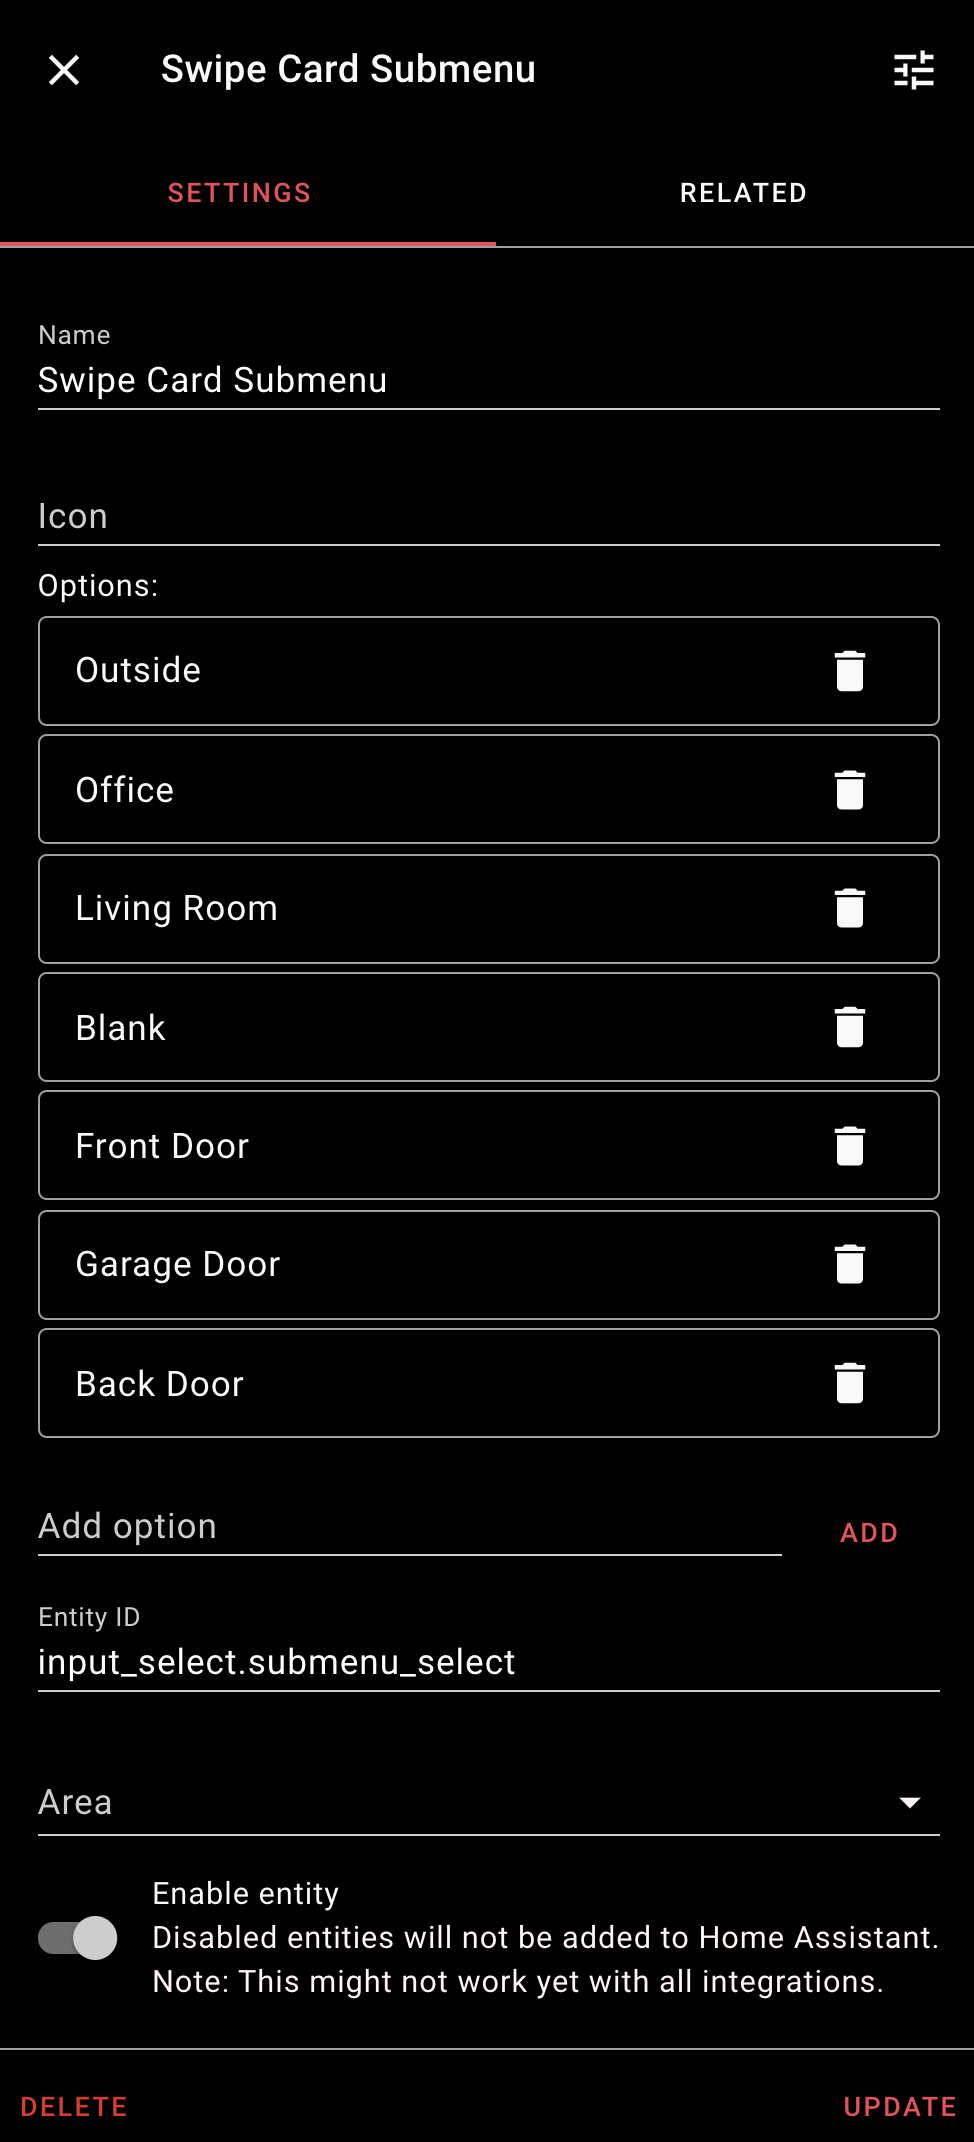 Swipe Card Submenu
SETTINGS
RELATED
Name
Swipe Card Submenu
Icon
Options:
Outside
Office
Living Room
Blank
Front Door
Garage Door
Back Door
Add option
ADD
Entity ID
input_select.submenu_select
Area
Enable entity
Disabled entities will not be added to Home Assistant.
Note: This might not work yet with all integrations.
DELETE
UPDATE